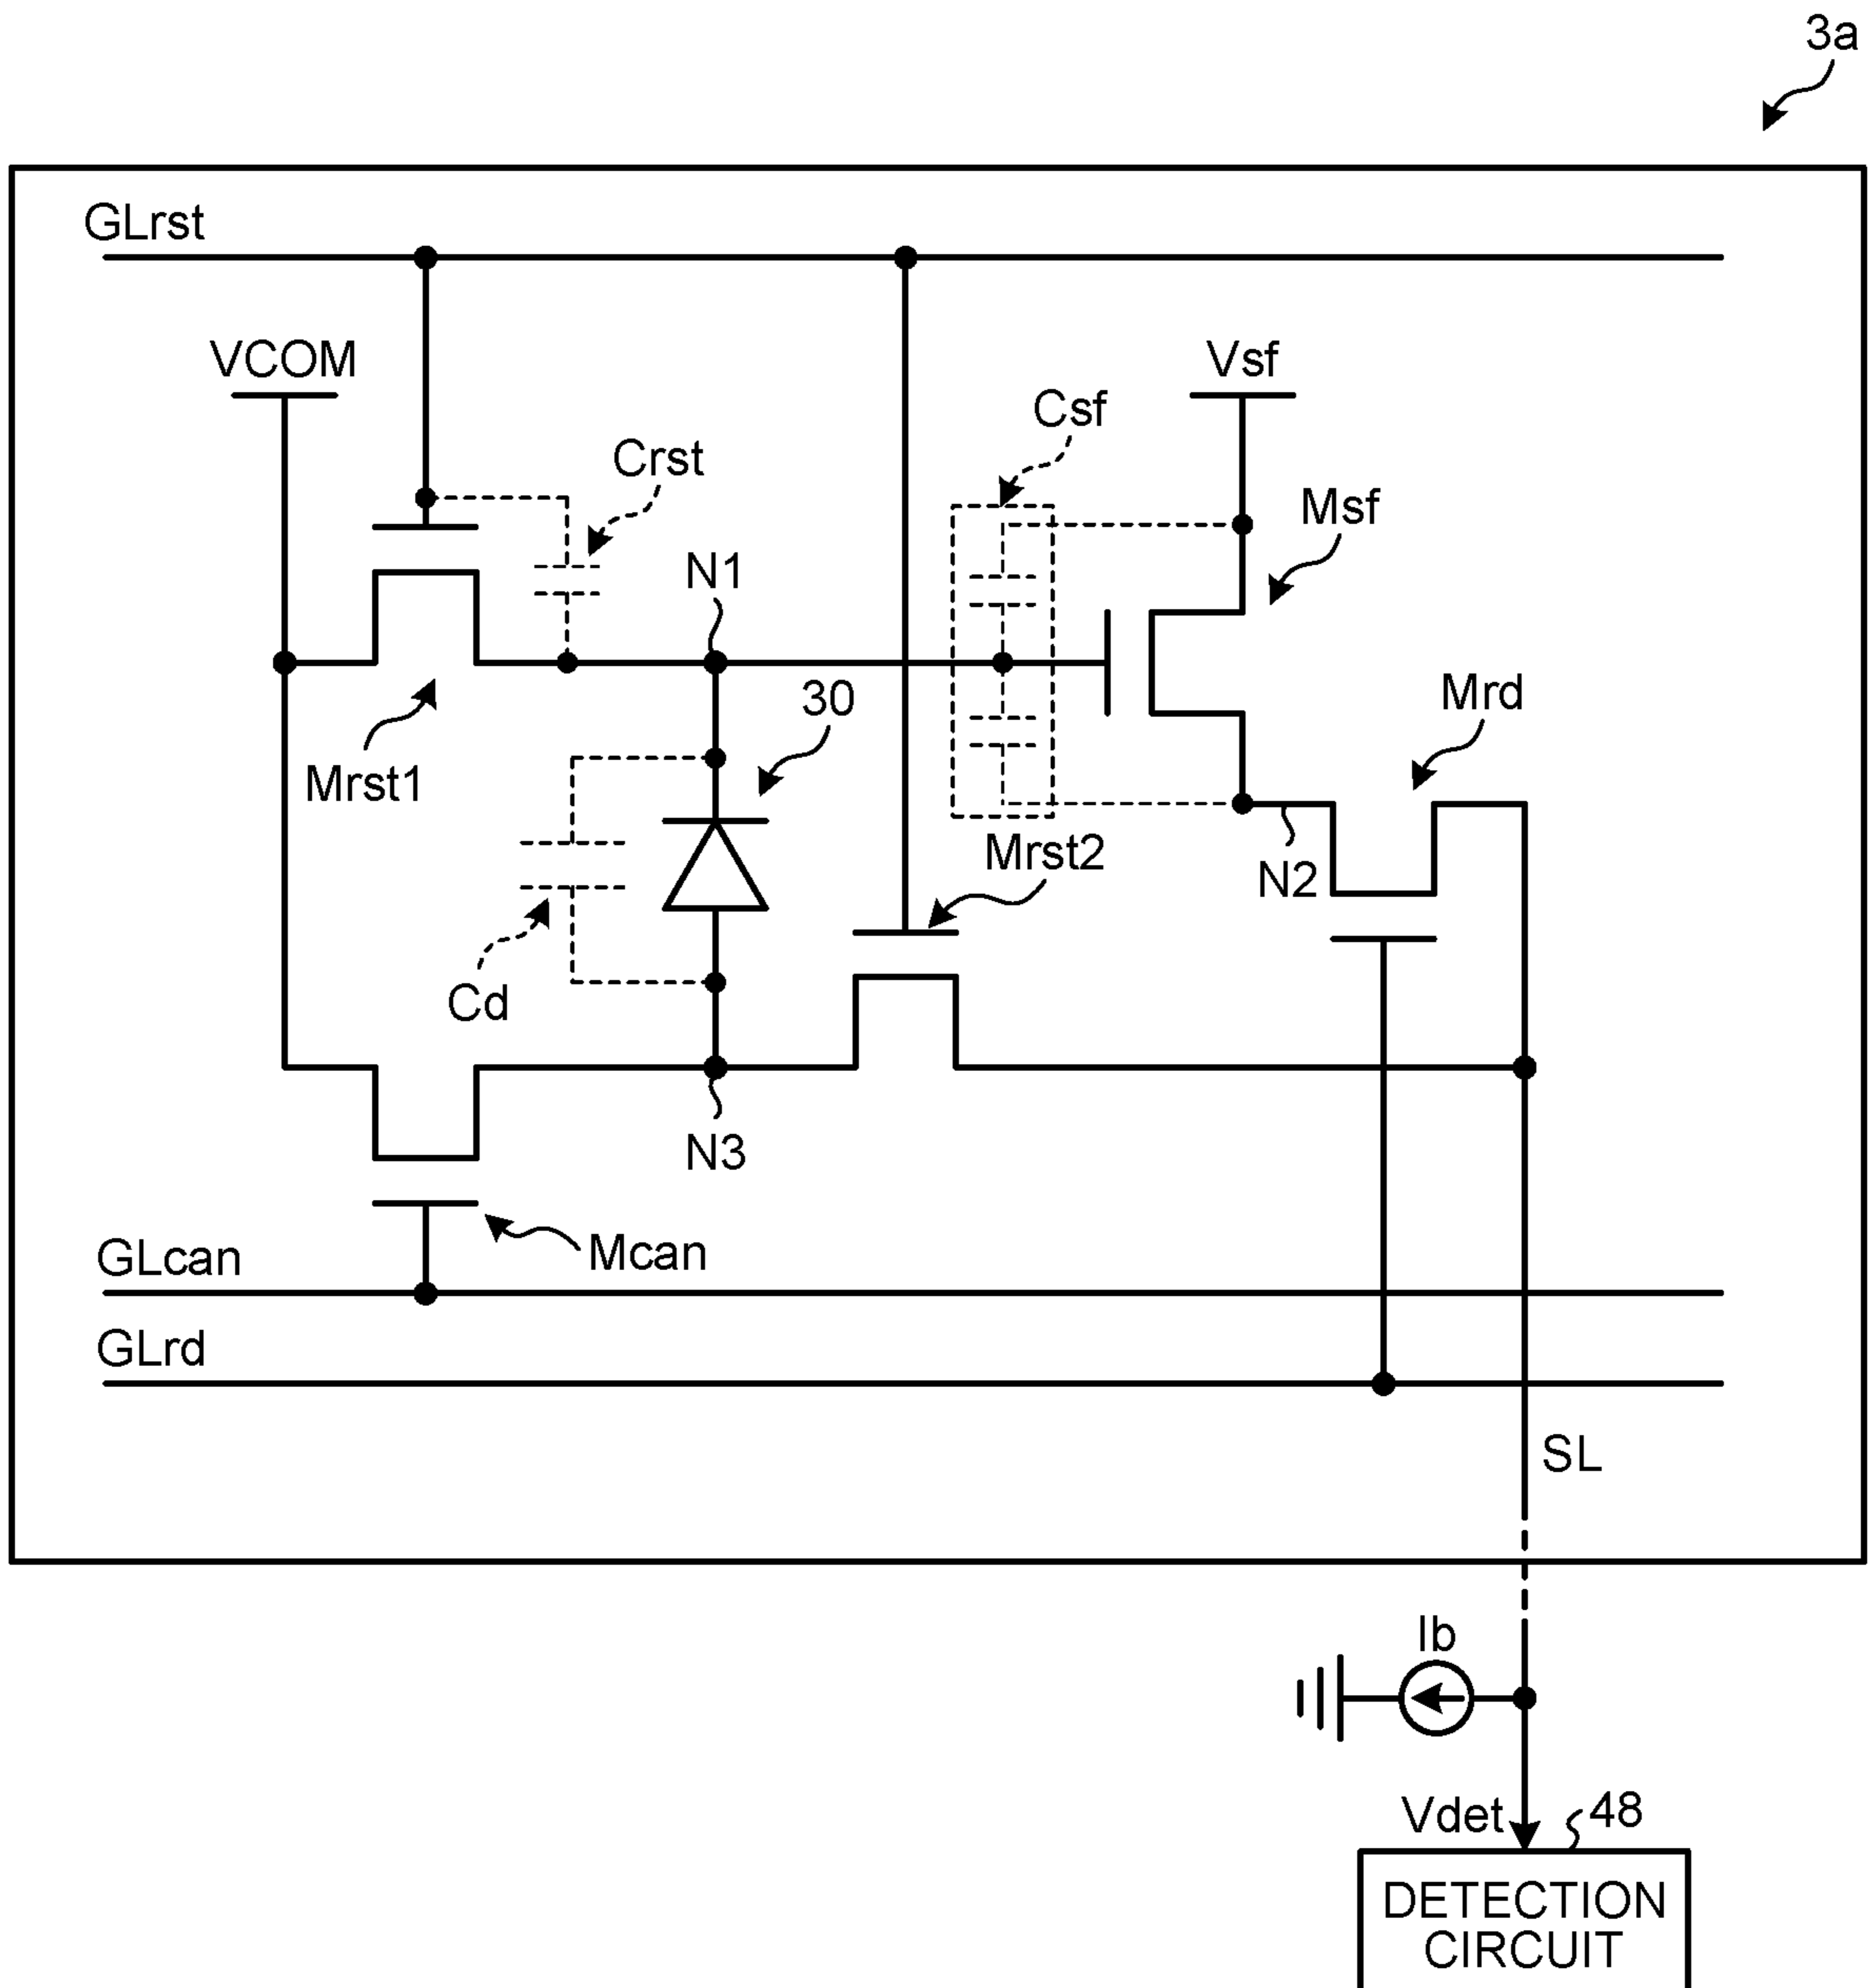 3a
GLrst
VCOM
Vsf
Csf
Crst
Msf
N1
30
Mrd
Mrst1
Mrst2
N2
Cd
N3
Mcan
GLcan
GLrd
SL
Ib
Vdet
48
DETECTION
CIRCUIT